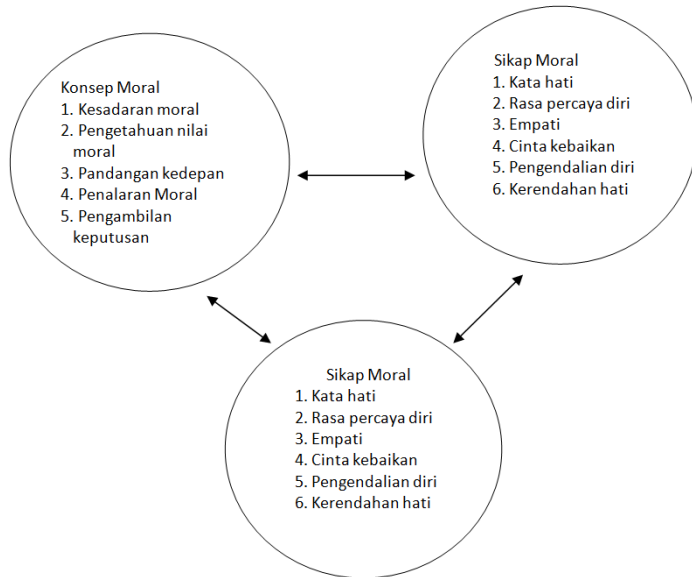 Konsep Moral
1. Kesadaran moral
2. Pengetahuan nilai
moral
3. Pandangan kedepan
4. Penalaran Moral
5. Pengambilan
keputusan
Sikap Moral
1. Kata hati
2. Rasa percaya diri
3. Empati
4. Cinta kebaikan
5. Pengendalian diri
6. Kerendahan hati
Sikap Moral
1. Kata hati
2. Rasa percaya diri
3. Empati
4. Cinta kebaikan
5. Pengendalian diri
6. Kerendahan hati